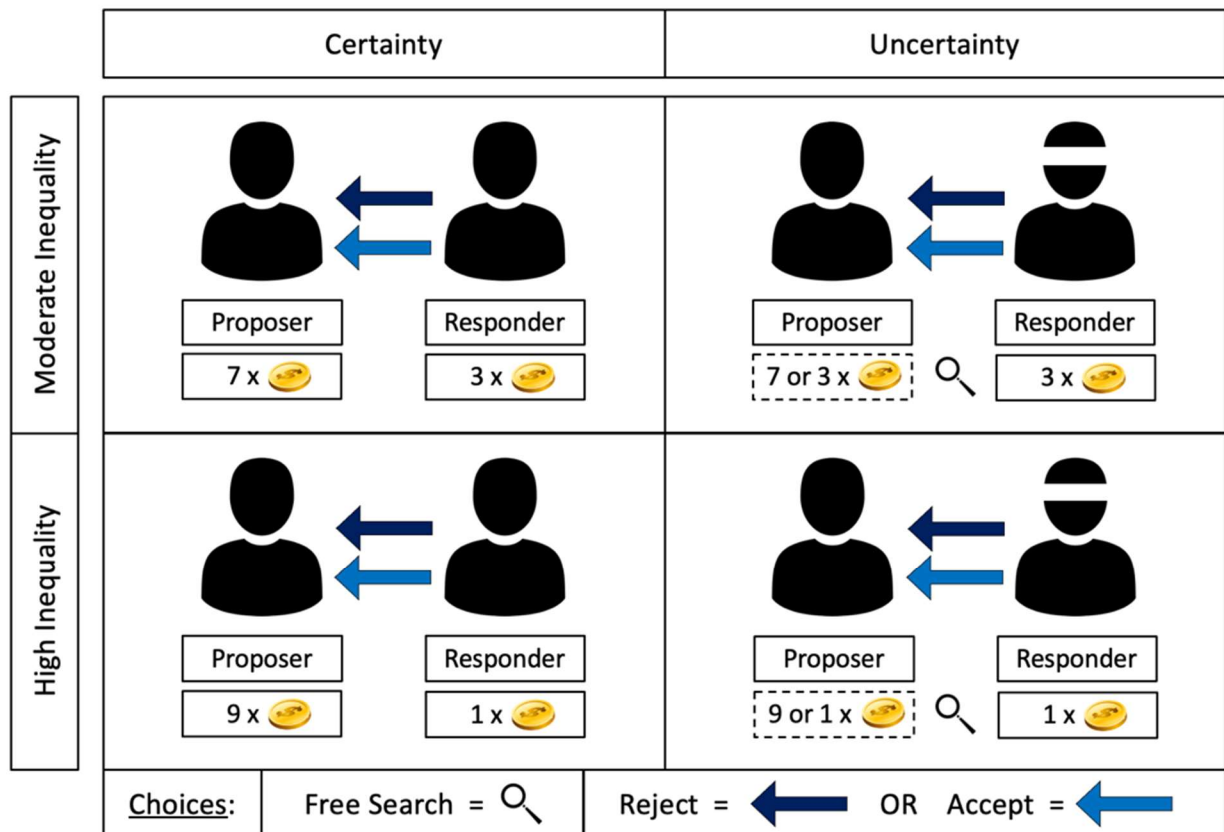 Certainty
Uncertainty
Moderate Inequality
Proposer
Responder
Proposer
Responder
7 x
3 x
7 or 3 x
3 x
High Inequality
Proposer
Responder
Proposer
Responder
9 x
1 x
9 or 1 x
1 x
Choices: Free Search = Reject = OR Accept =